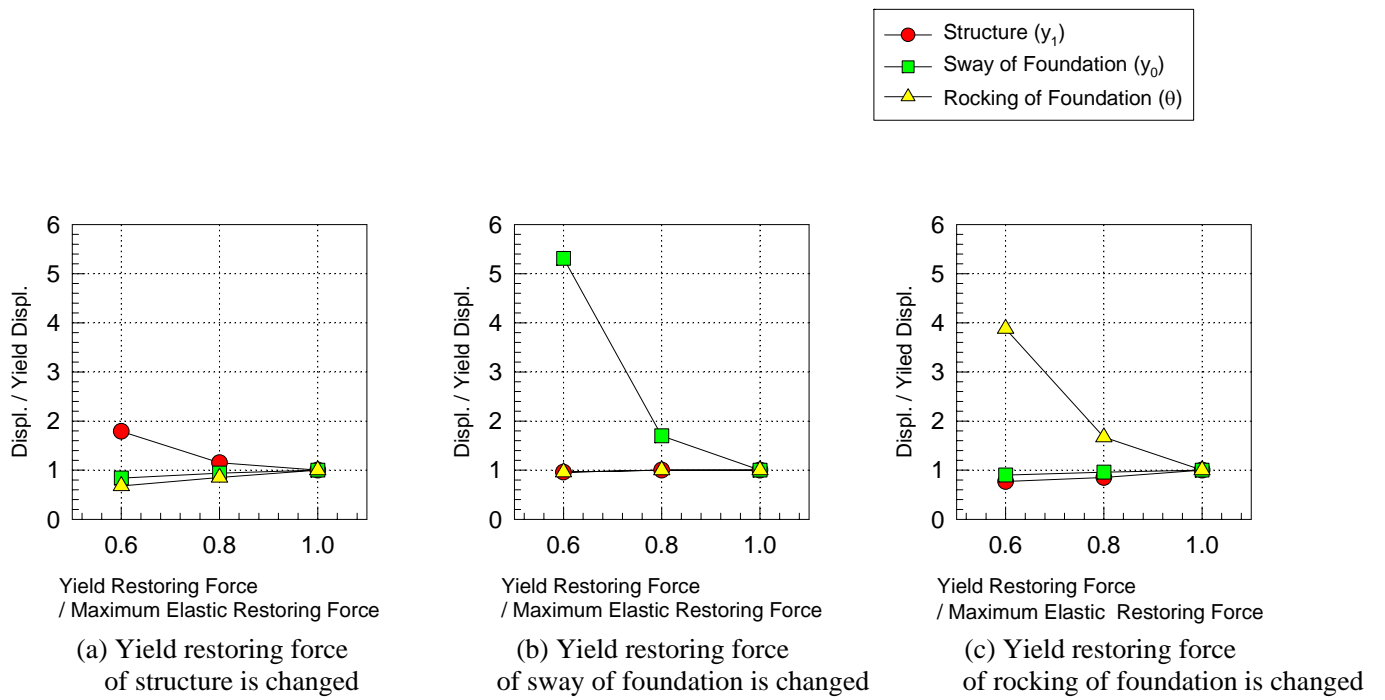 Structure (y1)
Sway of Foundation (y0)
Rocking of Foundation (θ)
6
5
4
3
2
1
0
Displ. / Yield Displ.
0.6 0.8 1.0
Yield Restoring Force
/ Maximum Elastic Restoring Force
(a) Yield restoring force
of structure is changed
6
5
4
3
2
1
0
Displ. / Yield Displ.
0.6 0.8 1.0
Yield Restoring Force
/ Maximum Elastic Restoring Force
(b) Yield restoring force
of sway of foundation is changed
6
5
4
3
2
1
0
Displ. / Yiled Displ.
0.6 0.8 1.0
Yield Restoring Force
/ Maximum Elastic  Restoring Force
(c) Yield restoring force
of rocking of foundation is changed